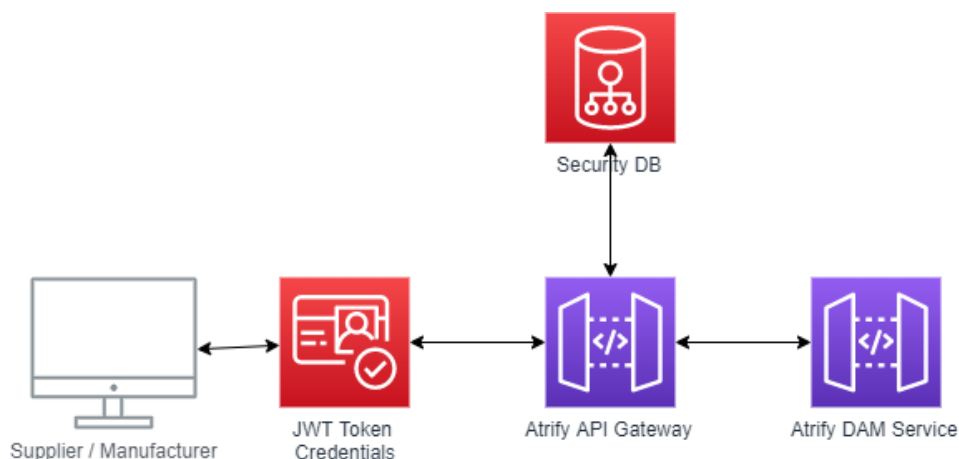 Security DB
</>
</>
JWT Token
Credentials
Atrify API Gateway
Atrify DAM Service
Supplier / Manufacturer